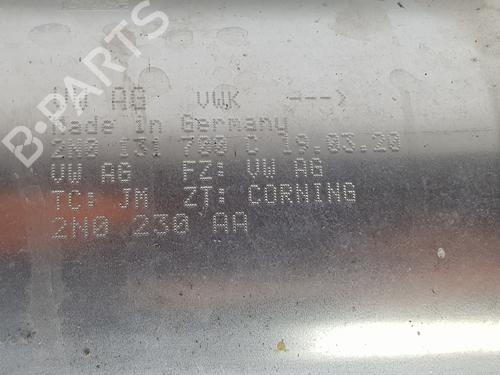 VW AG VWK --->
Made in Germany
2N0 131 700 C 19.03.20
VW AG FZ: VW AG
TC: JM ZJ: CORNING
2N0 230 AA
B-PARTS